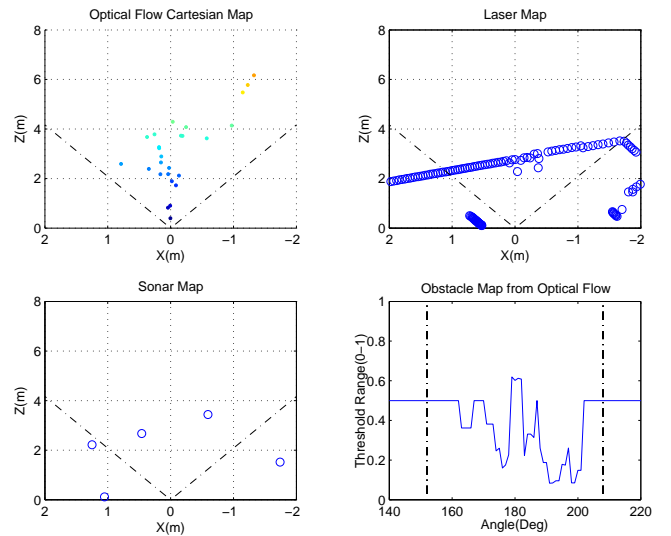 Optical Flow Cartesian Map
8
6
4
2
0
Z(m)
2 1 0 −1 −2
X(m)
Laser Map
8
6
4
2
0
Z(m)
2 1 0 −1 −2
X(m)
Sonar Map
8
6
4
2
0
Z(m)
2 1 0 −1 −2
X(m)
Obstacle Map from Optical Flow
1
0.8
0.6
0.4
0.2
0
Threshold Range(0−1)
140 160 180 200 220
Angle(Deg)